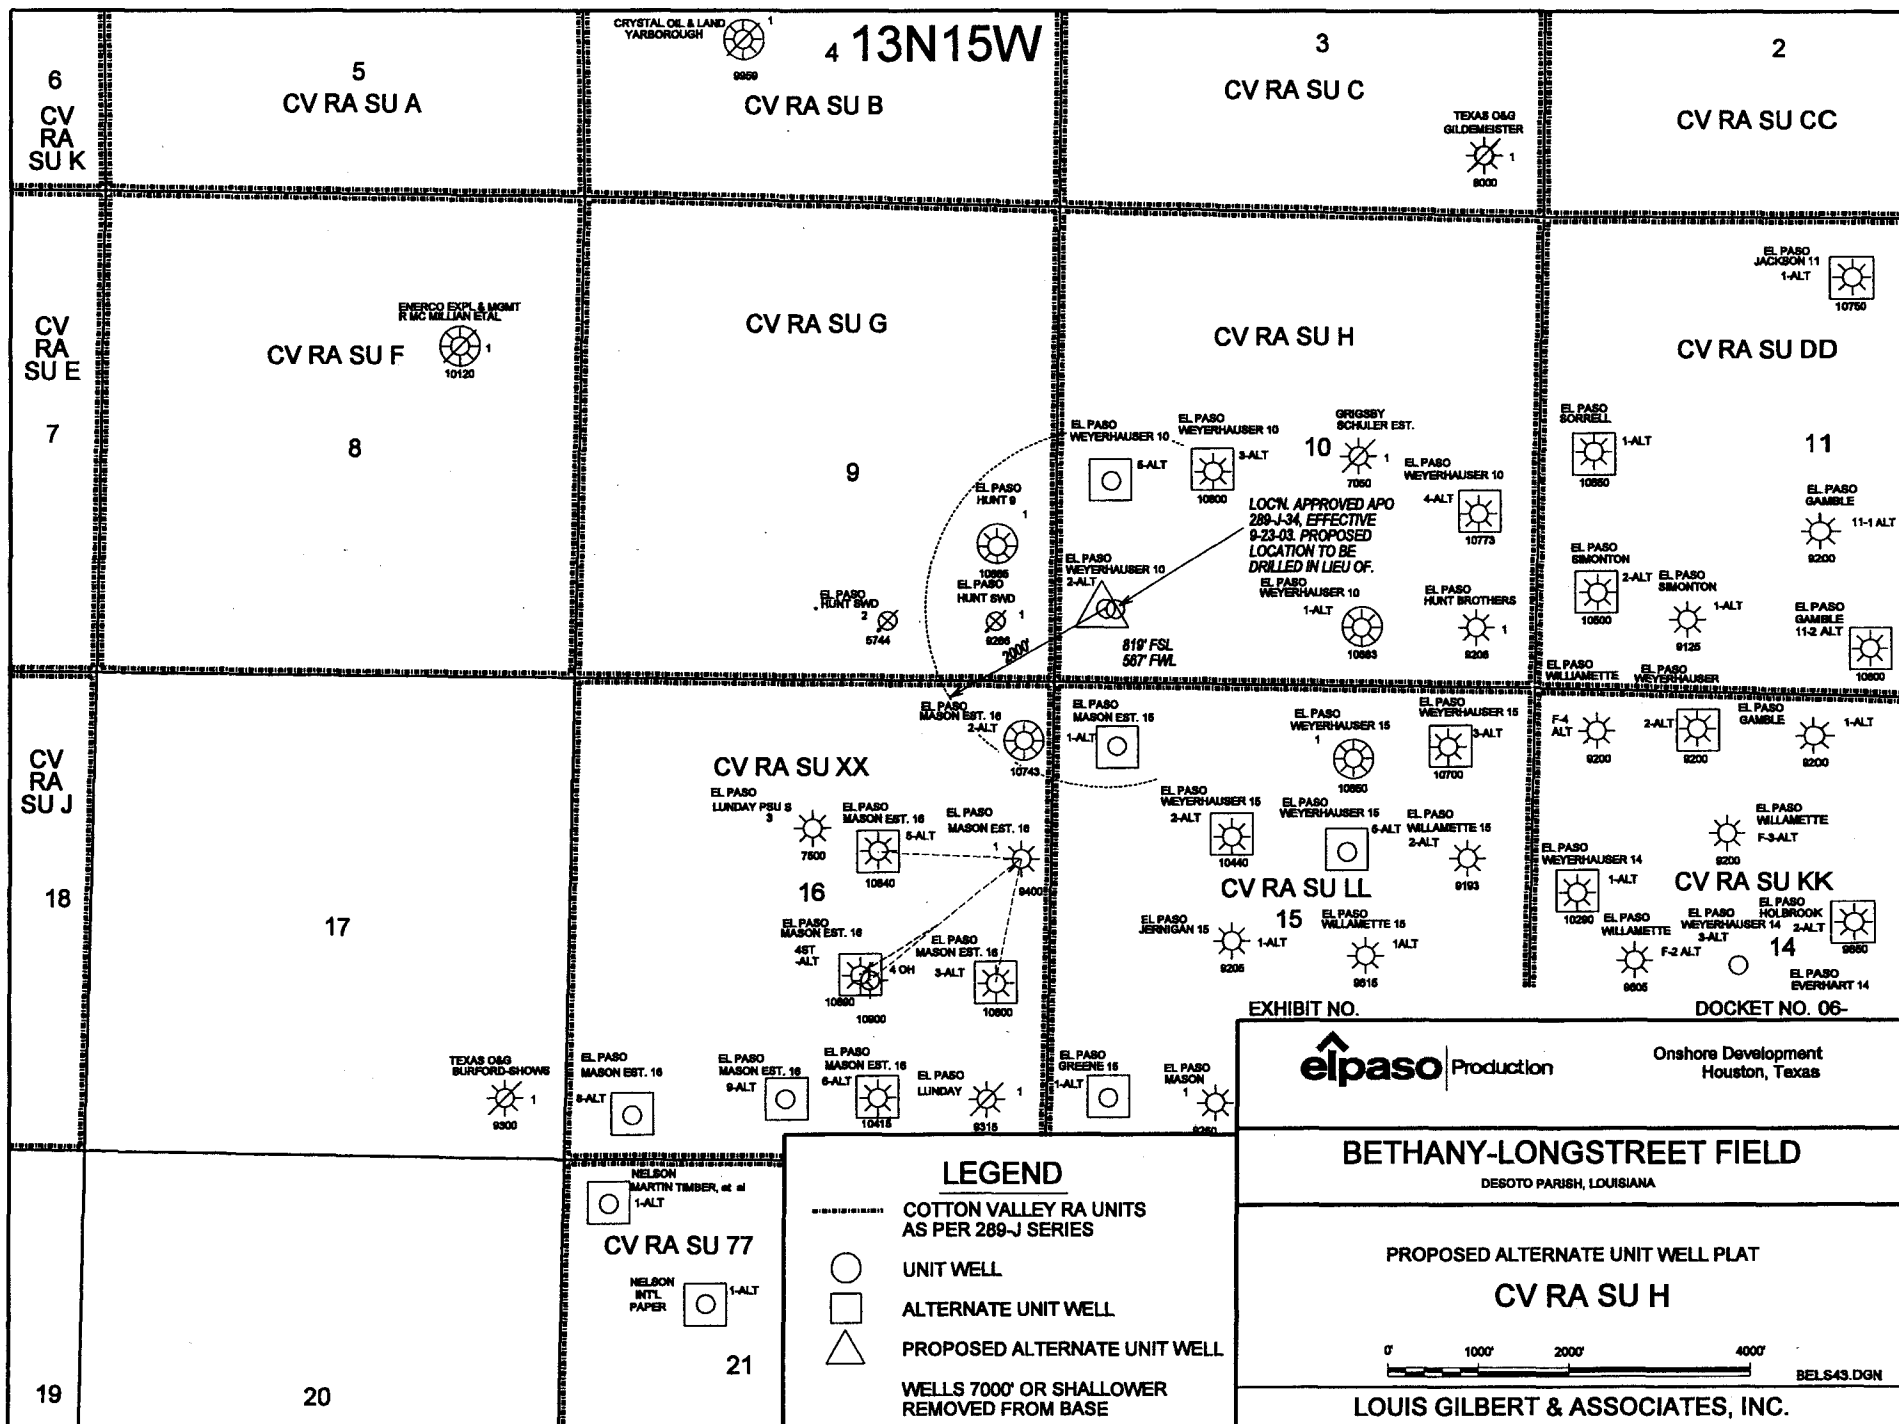 CRYSTAL OIL & LAND
YARBOROUGH
1
9959
4 13N15W
3
2
6
CV
RA
SU K
5
CV RA SU A
CV RA SU B
CV RA SU C
CV RA SU CC
TEXAS O&G
GILDEMEISTER
1
8000
CV
RA
SU E
7
ENERCO EXPL & MGMT
R MC MILLIAN ETAL
1
10120
CV RA SU F
8
CV RA SU G
9
EL PASO
HUNT 9
1
EL PASO
HUNT SWD
2
5744
EL PASO
HUNT SWD
1
2000'
CV RA SU H
10
EL PASO
WEYERHAUSER 10
5-ALT
EL PASO
WEYERHAUSER 10
3-ALT
10800
GRIGSBY
SCHULER EST.
1
7050
EL PASO
WEYERHAUSER 10
4-ALT
10773
LOC'N. APPROVED APO
289-J-34, EFFECTIVE
9-23-03. PROPOSED
LOCATION TO BE
DRILLED IN LIEU OF.
EL PASO
WEYERHAUSER 10
2-ALT
819' FSL
567' FWL
EL PASO
WEYERHAUSER 10
1-ALT
EL PASO
HUNT BROTHERS
1
EL PASO
JACKSON 11
1-ALT
10750
CV RA SU DD
11
EL PASO
SORRELL
1-ALT
EL PASO
GAMBLE
11-1 ALT
9200
EL PASO
SIMONTON
2-ALT
10500
EL PASO
SIMONTON
1-ALT
9125
EL PASO
GAMBLE
11-2 ALT
10600
CV
RA
SU J
18
17
TEXAS O&G
BURFORD-SHOWS
1
9300
CV RA SU XX
16
EL PASO
MASON EST. 16
2-ALT
10743
EL PASO
LUNDAY PSU S
3
7500
EL PASO
MASON EST. 16
5-ALT
10640
EL PASO
MASON EST. 16
1
9400
EL PASO
MASON EST. 16
4ST
-ALT
4 OH
10900
EL PASO
MASON EST. 16
3-ALT
10600
EL PASO
MASON EST. 16
8-ALT
EL PASO
MASON EST. 16
9-ALT
EL PASO
MASON EST. 16
6-ALT
10415
EL PASO
LUNDAY
1
9315
EL PASO
MASON EST. 15
1-ALT
EL PASO
WEYERHAUSER 15
1
EL PASO
WEYERHAUSER 15
3-ALT
10700
EL PASO
WEYERHAUSER 15
2-ALT
10440
EL PASO
WEYERHAUSER 15
5-ALT
EL PASO
WILLAMETTE 15
2-ALT
9193
CV RA SU LL
15
EL PASO
JERNIGAN 15
1-ALT
9205
EL PASO
WILLAMETTE 15
1ALT
9515
EL PASO
GREENE 15
1-ALT
EL PASO
MASON
1
9250
EL PASO
WILLIAMETTE
F-4
ALT
9200
EL PASO
WEYERHAUSER
2-ALT
9200
EL PASO
GAMBLE
1-ALT
9200
EL PASO
WILLAMETTE
F-3-ALT
9200
EL PASO
WEYERHAUSER 14
1-ALT
10290
CV RA SU KK
14
EL PASO
WILLAMETTE
F-2 ALT
9605
EL PASO
WEYERHAUSER 14
3-ALT
EL PASO
HOLBROOK
2-ALT
EL PASO
EVERHART 14
EXHIBIT NO.
DOCKET NO. 06-
19
20
NELSON
MARTIN TIMBER, et al
1-ALT
CV RA SU 77
NELSON
INT'L
PAPER
1-ALT
21
LEGEND
COTTON VALLEY RA UNITS
AS PER 289-J SERIES
UNIT WELL
ALTERNATE UNIT WELL
PROPOSED ALTERNATE UNIT WELL
WELLS 7000' OR SHALLOWER
REMOVED FROM BASE
elpaso Production
Onshore Development
Houston, Texas
BETHANY-LONGSTREET FIELD
DESOTO PARISH, LOUISIANA
PROPOSED ALTERNATE UNIT WELL PLAT
CV RA SU H
0' 1000' 2000' 4000'
BELS43.DGN
LOUIS GILBERT & ASSOCIATES, INC.